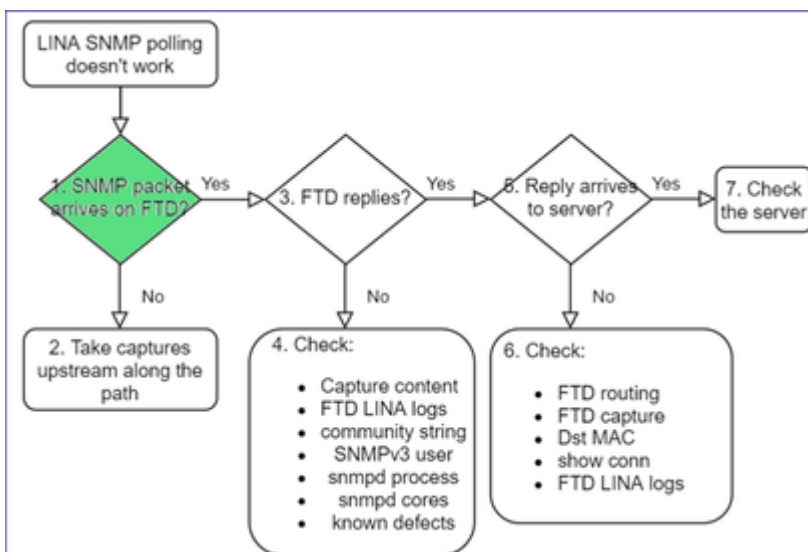 LINA SNMP polling
doesn't work
1. SNMP packet
arrives on FTD?
Yes
3. FTD replies?
Yes
5. Reply arrives
to server?
Yes
7. Check
the server
No
No
No
2. Take captures
upstream along the
path
4. Check:
• Capture content
• FTD LINA logs
• community string
• SNMPv3 user
• snmpd process
• snmpd cores
• known defects
6. Check:
• FTD routing
• FTD capture
• Dst MAC
• show conn
• FTD LINA logs